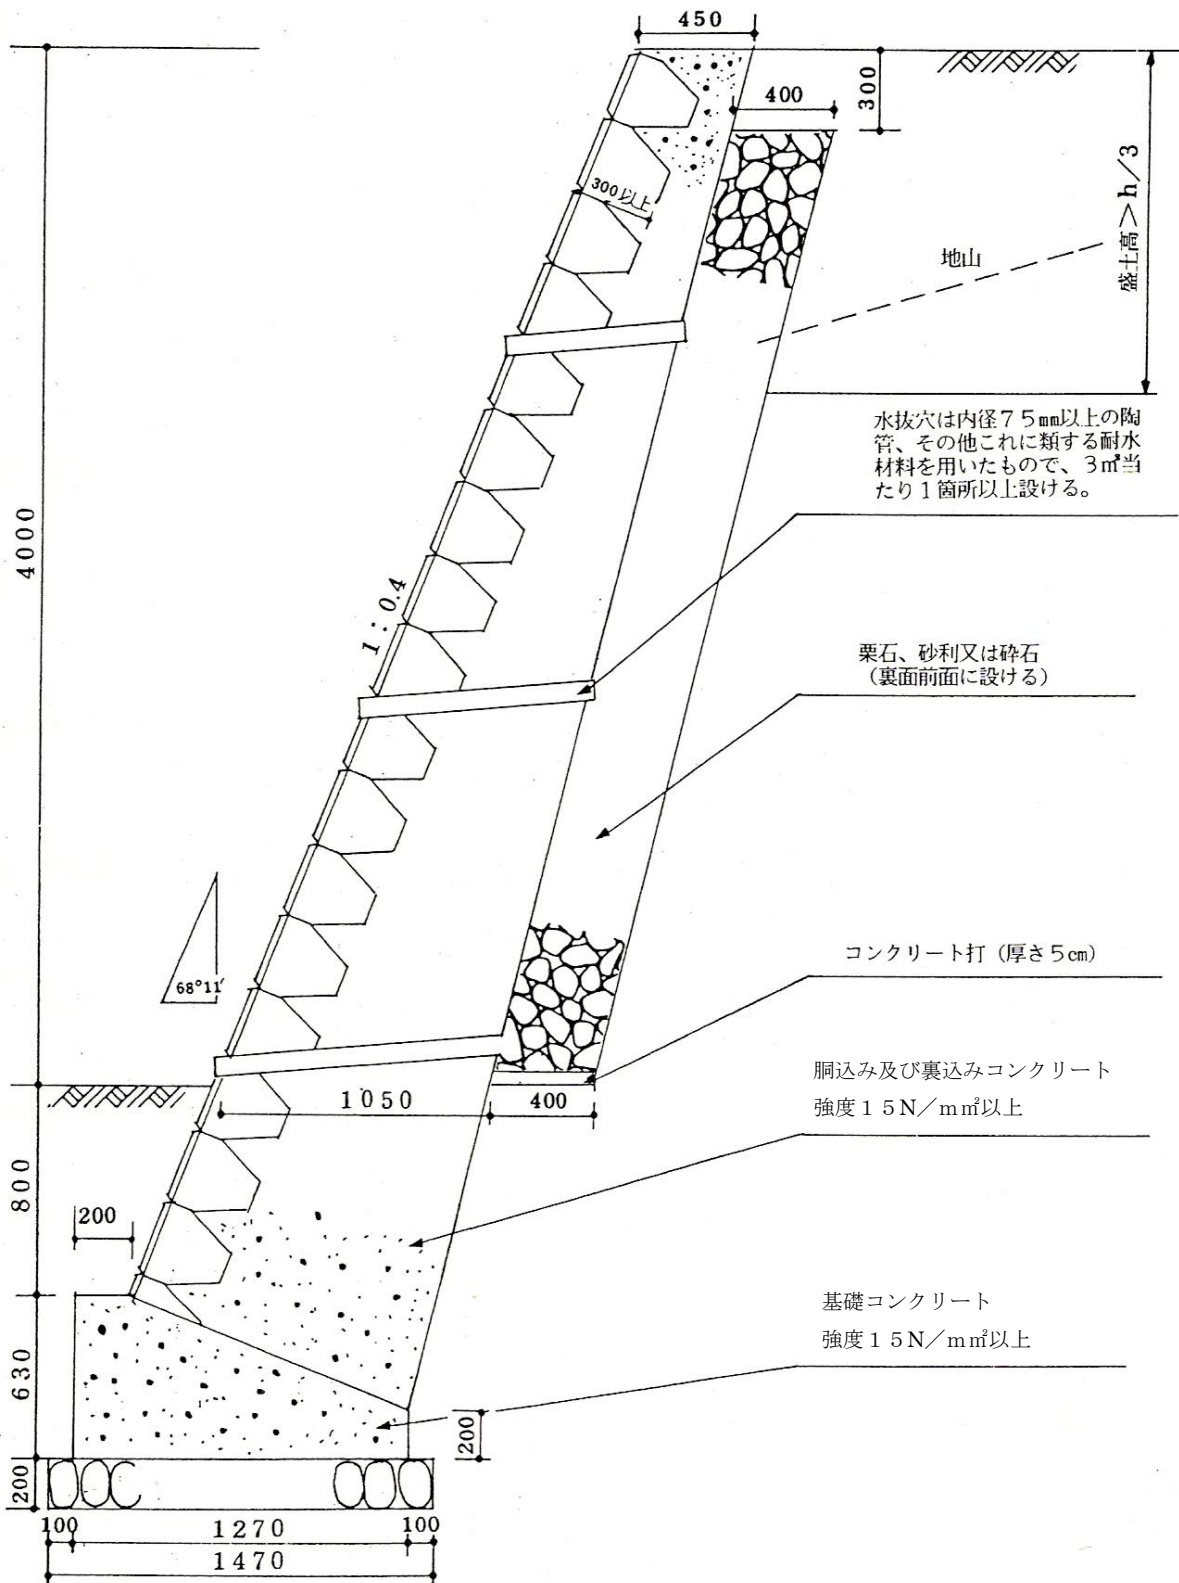 450
400
300
300以上
盛土高>h/3
地山
水抜穴は内径75㎜以上の陶
管、その他これに類する耐水
材料を用いたもので、3㎡当
たり1箇所以上設ける。
4000
1:0.4
栗石、砂利又は砕石
(裏面前面に設ける)
68°11′
コンクリート打(厚さ5㎝)
胴込み及び裏込みコンクリート
強度15N/m㎡以上
1050
400
800
200
基礎コンクリート
強度15N/m㎡以上
630
200
200
100
1270
100
1470